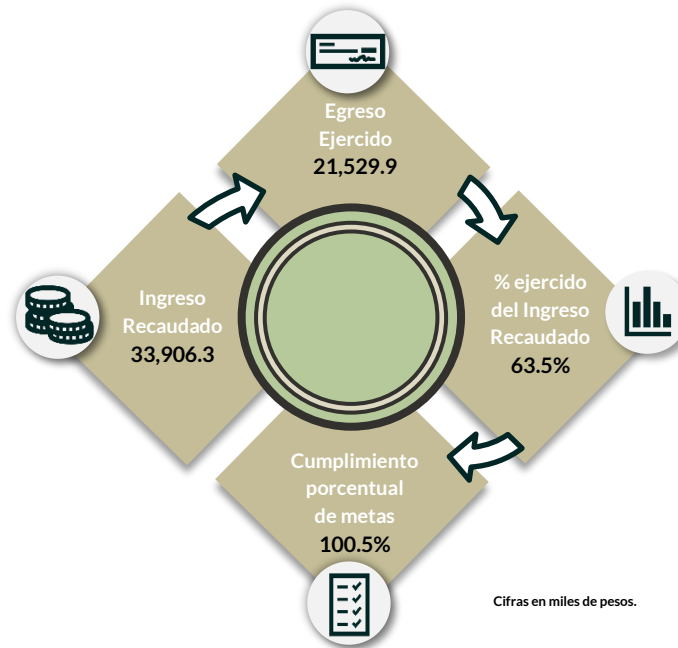 Egreso
Ejercido
21,529.9
Ingreso
Recaudado
33,906.3
% ejercido
del Ingreso
Recaudado
63.5%
Cumplimiento
porcentual
de metas
100.5%
Cifras en miles de pesos.